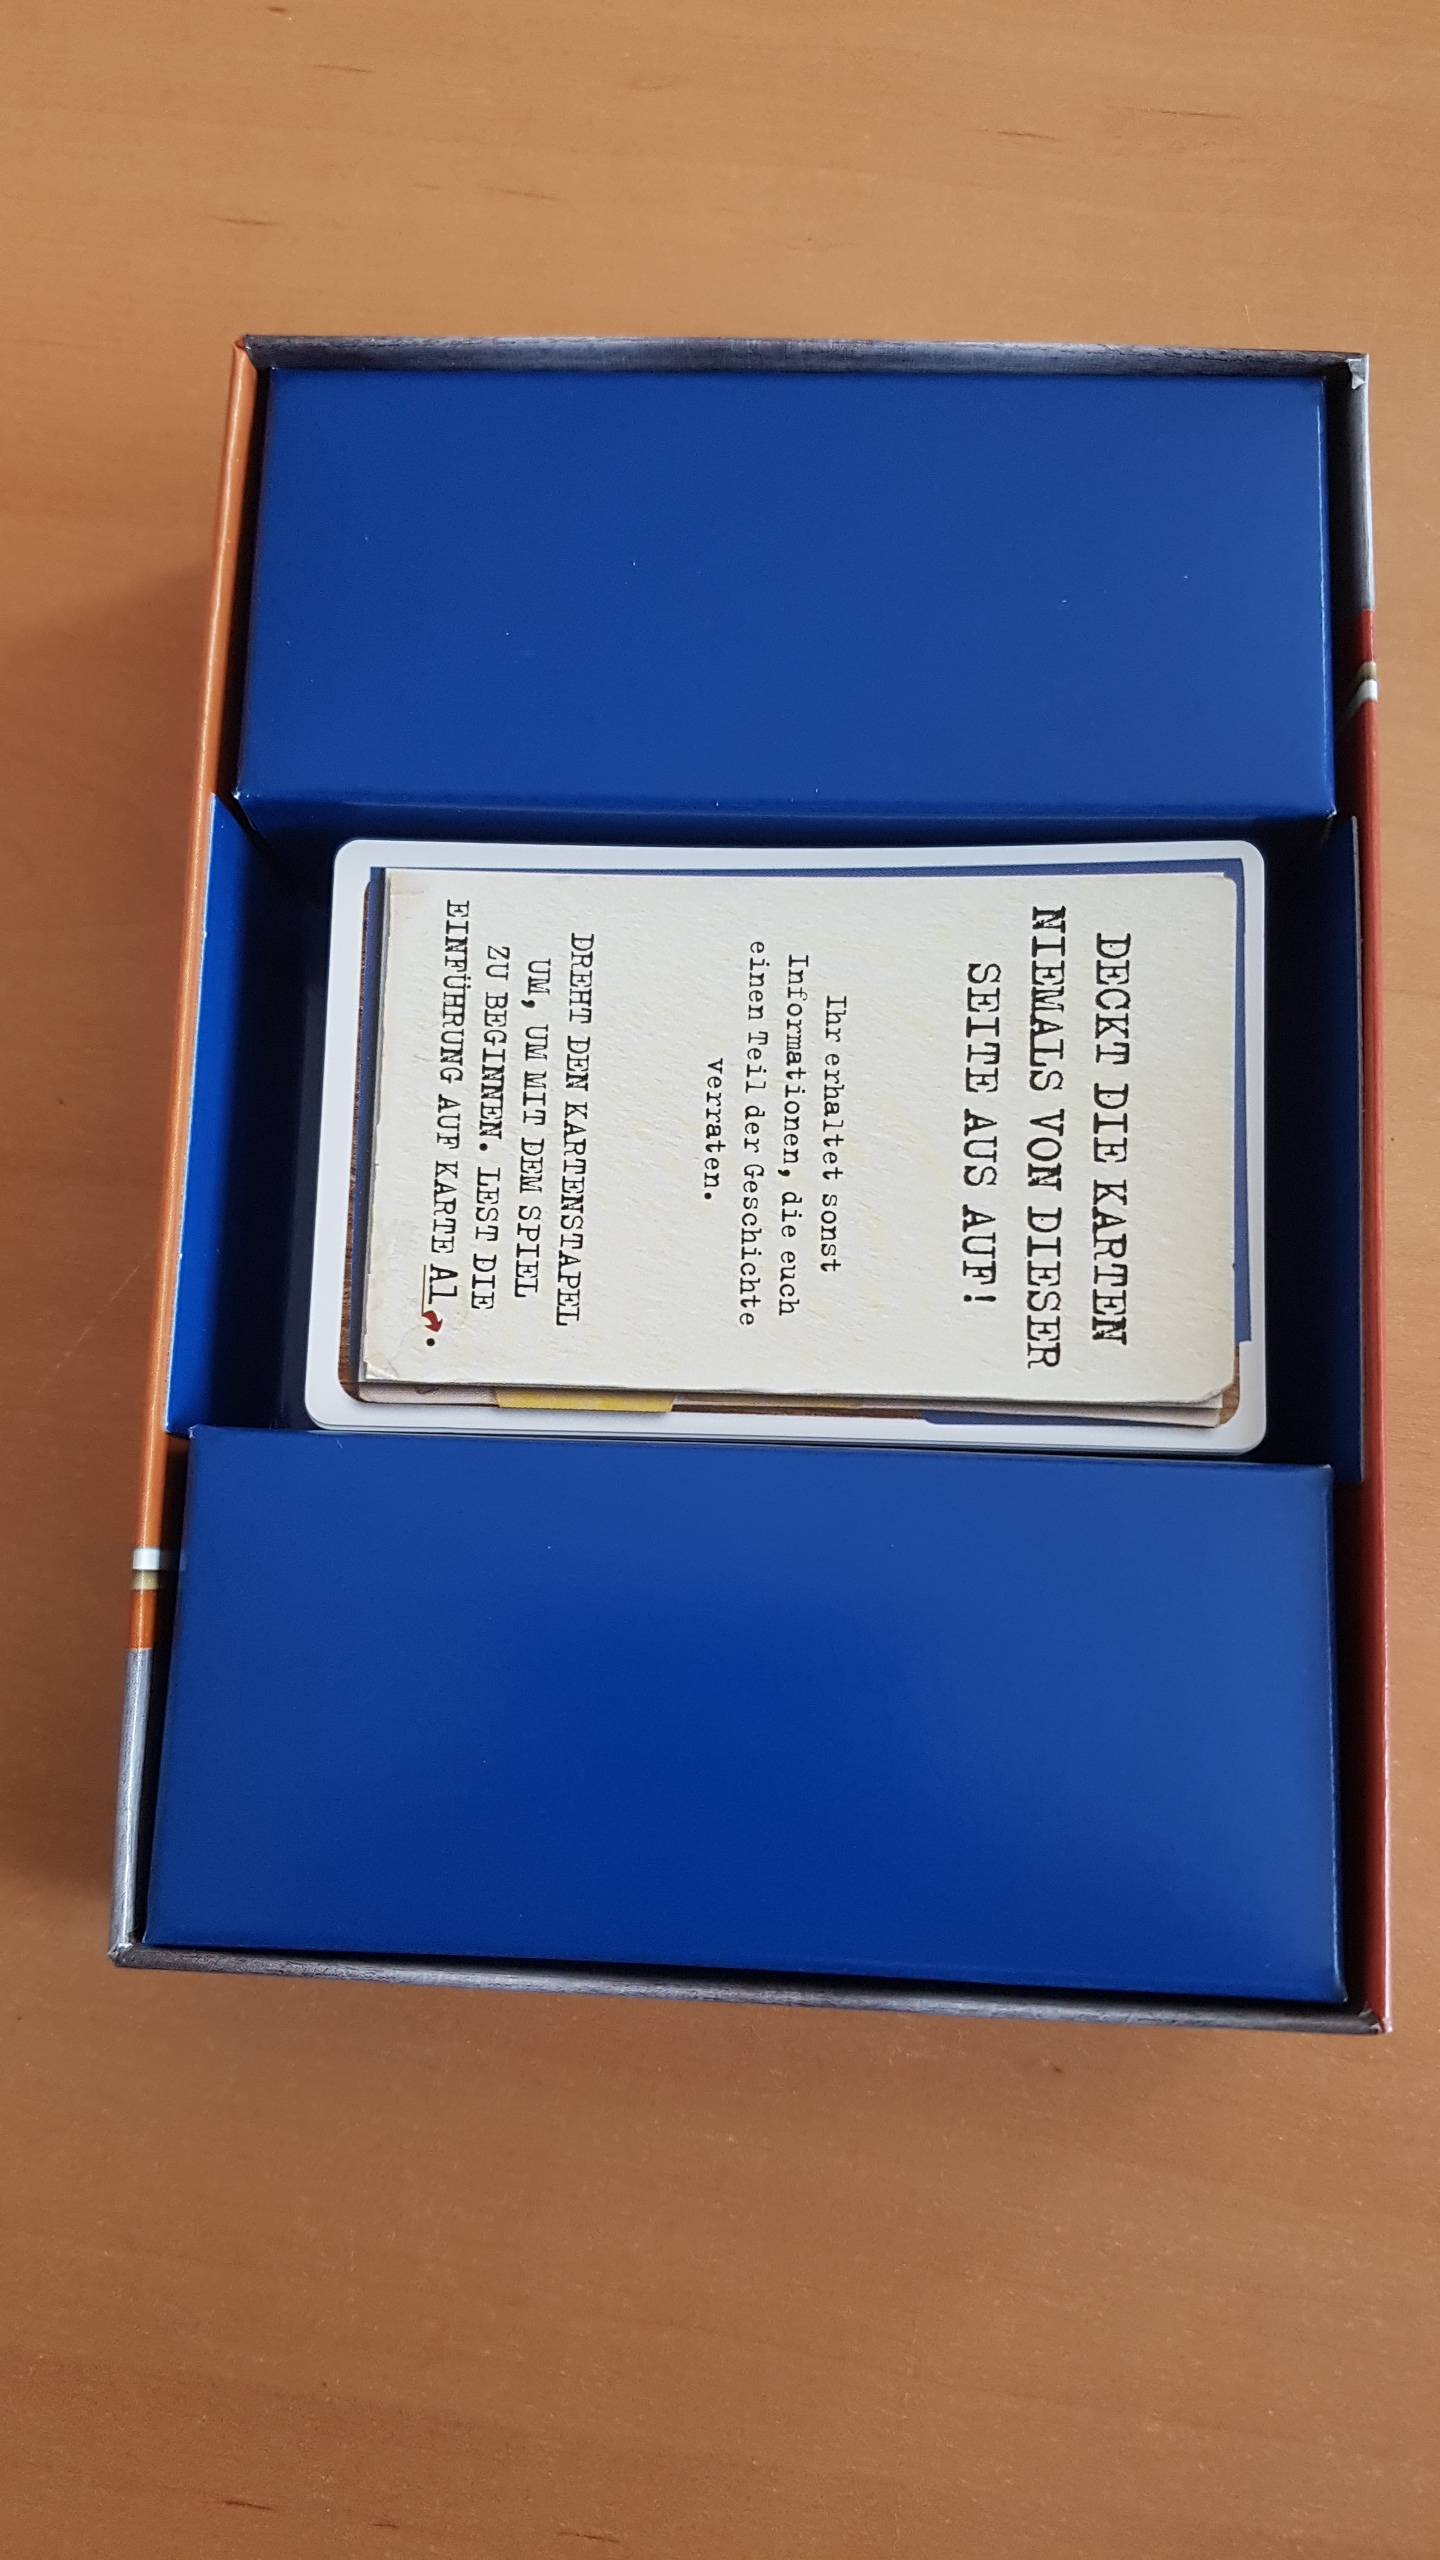 DECKT DIE KARTEN
NIEMALS VON DIESER
SEITE AUS AUF!
Ihr erhaltet sonst
Informationen, die euch
einen Teil der Geschichte
verraten.
DREHT DEN KARTENSTAPEL
UM, UM MIT DEM SPIEL
ZU BEGINNEN. LEST DIE
EINFÜHRUNG AUF KARTE A1.